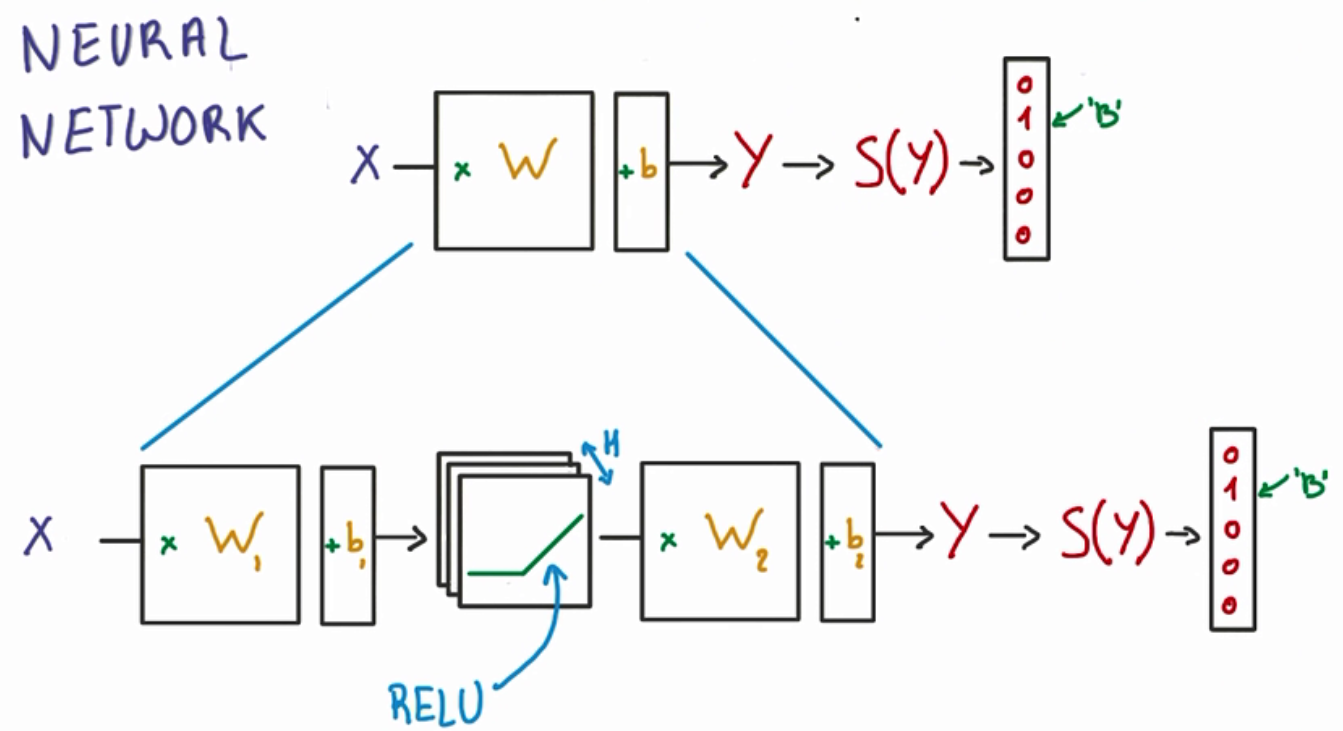 NEURAL
NETWORK
X × W + b → Y → S(Y) →
0
1 'B'
0
0
0
H
X × W₁ + b₁ → × W₂ + b₂ → Y → S(Y) →
0
1 'B'
0
0
0
RELU